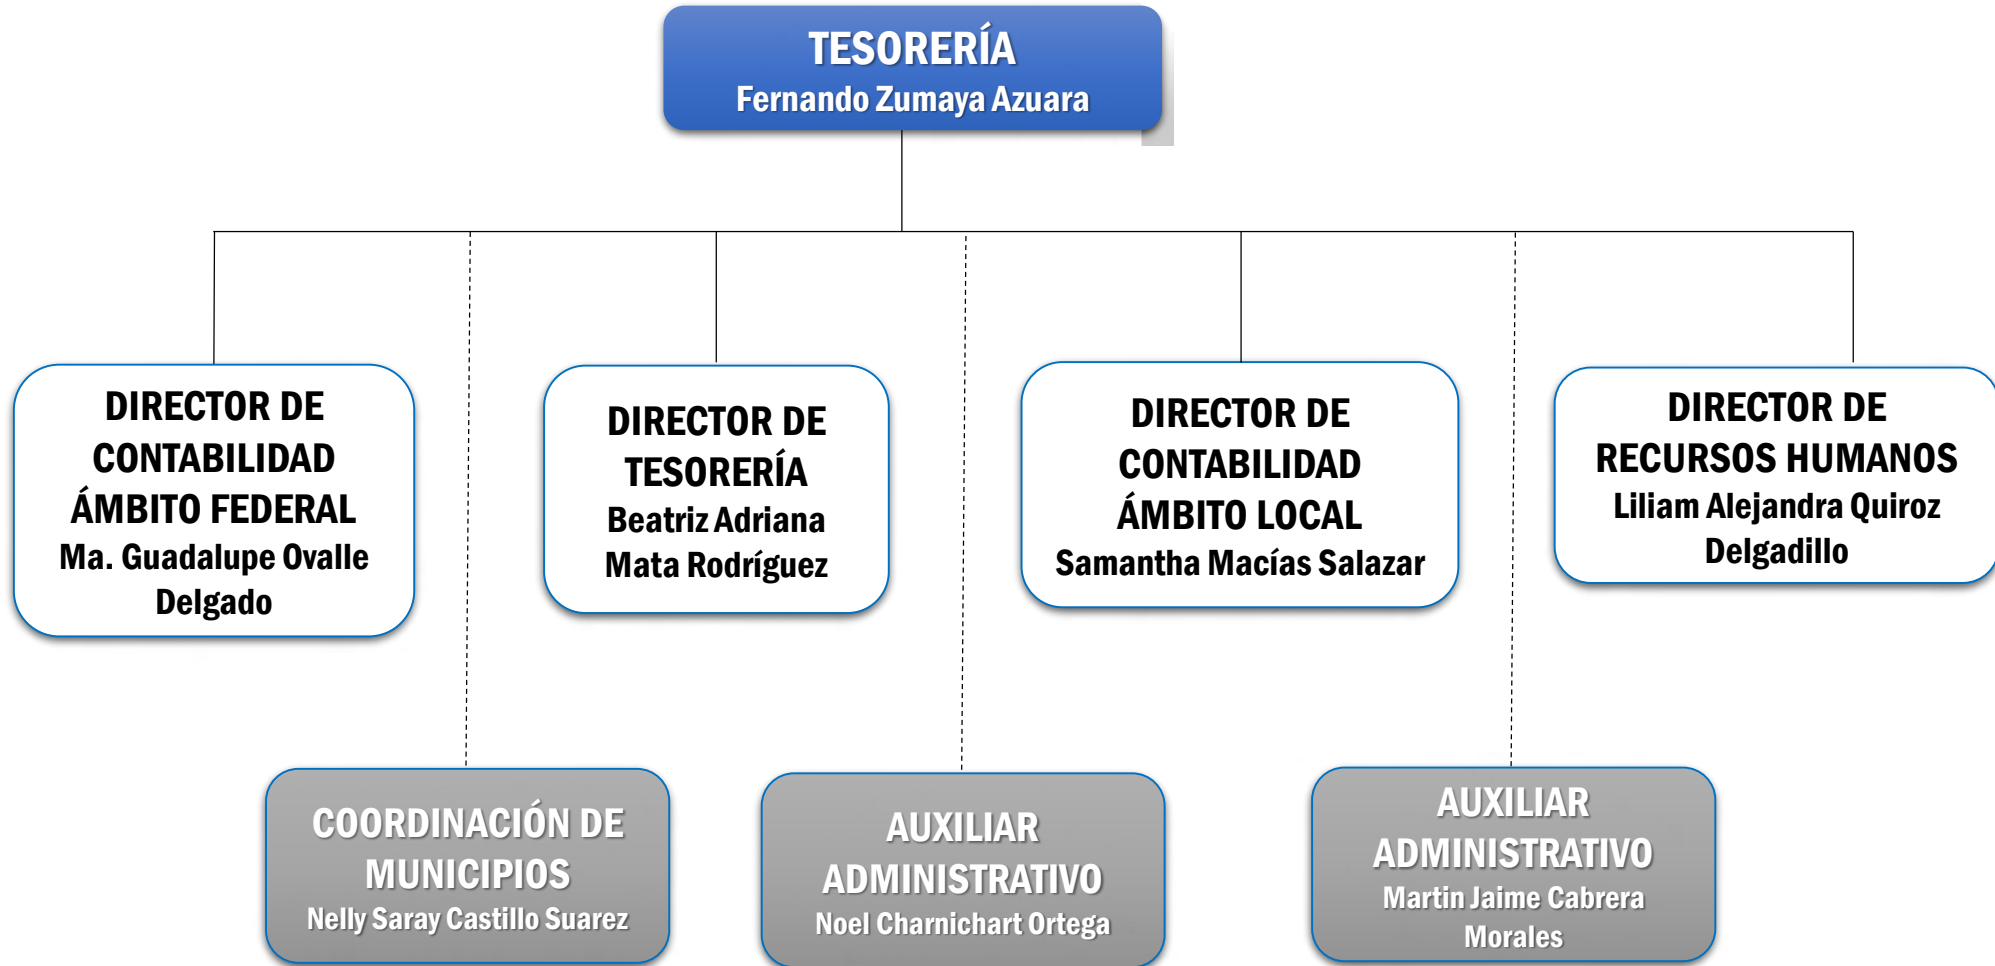 TESORERÍA
Fernando Zumaya Azuara
DIRECTOR DE
CONTABILIDAD
ÁMBITO FEDERAL
Ma. Guadalupe Ovalle
Delgado
DIRECTOR DE
TESORERÍA
Beatriz Adriana
Mata Rodríguez
DIRECTOR DE
CONTABILIDAD
ÁMBITO LOCAL
Samantha Macías Salazar
DIRECTOR DE
RECURSOS HUMANOS
Liliam Alejandra Quiroz
Delgadillo
COORDINACIÓN DE
MUNICIPIOS
Nelly Saray Castillo Suarez
AUXILIAR
ADMINISTRATIVO
Noel Charnichart Ortega
AUXILIAR
ADMINISTRATIVO
Martin Jaime Cabrera
Morales